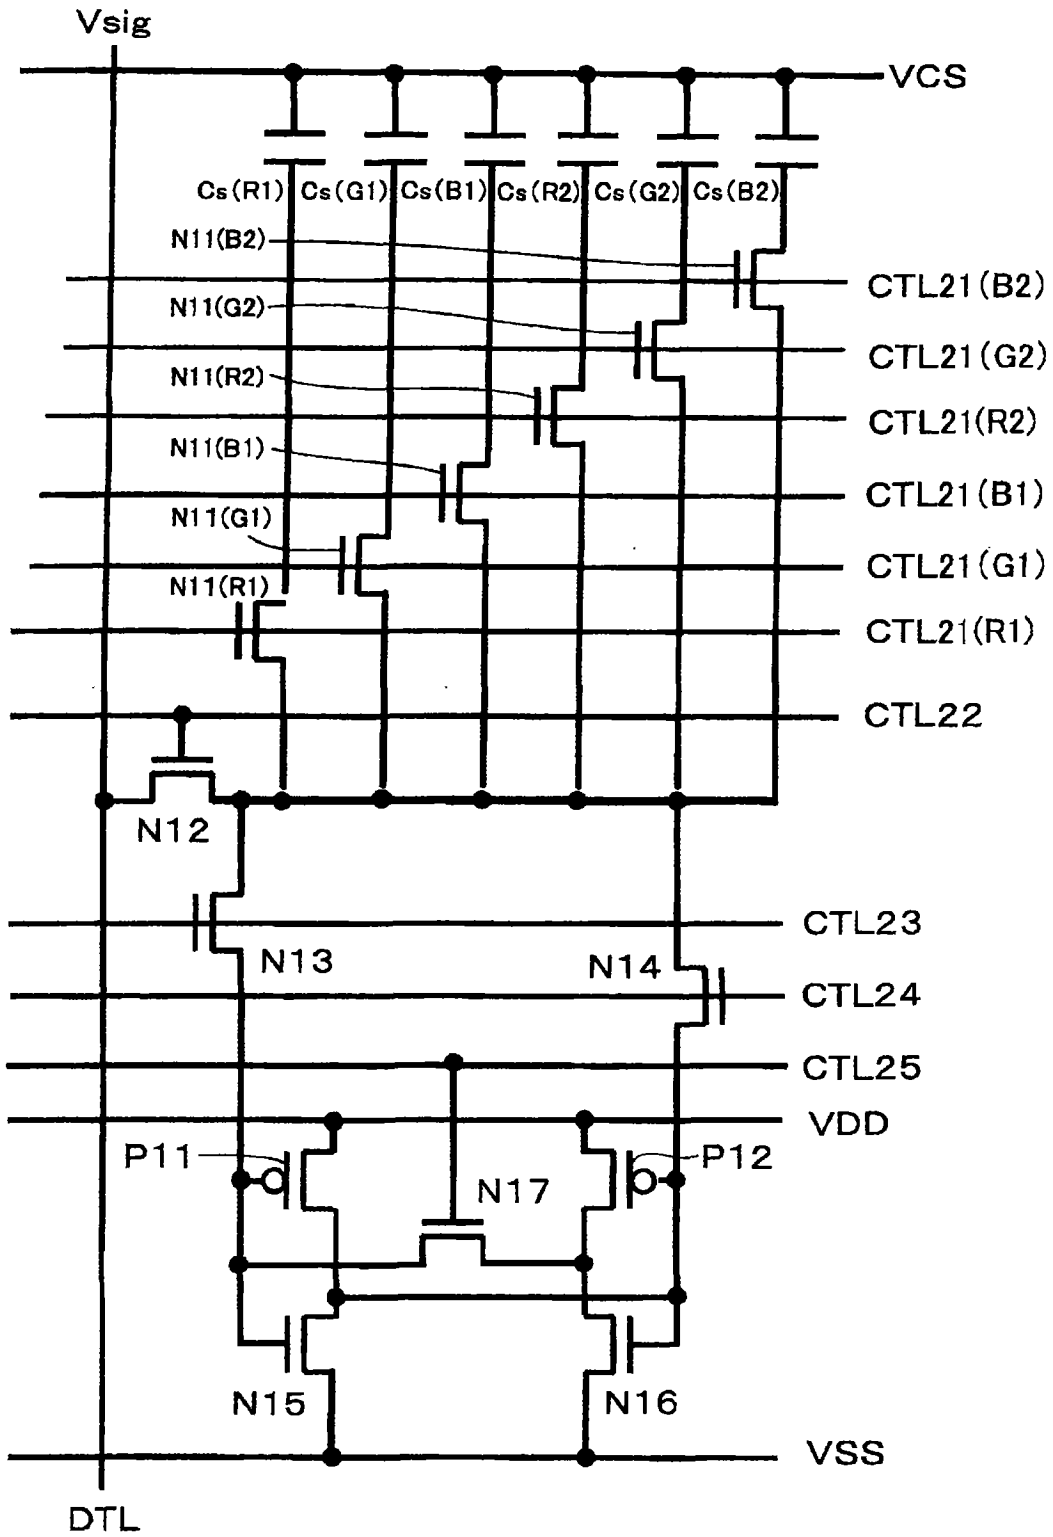 Vsig
VCS
Cs(R1) Cs(G1) Cs(B1) Cs(R2) Cs(G2) Cs(B2)
N11(B2)
CTL21(B2)
N11(G2)
CTL21(G2)
N11(R2)
CTL21(R2)
N11(B1)
CTL21(B1)
N11(G1)
CTL21(G1)
N11(R1)
CTL21(R1)
CTL22
N12
CTL23
N13
N14
CTL24
CTL25
VDD
P11
P12
N17
N15
N16
VSS
DTL